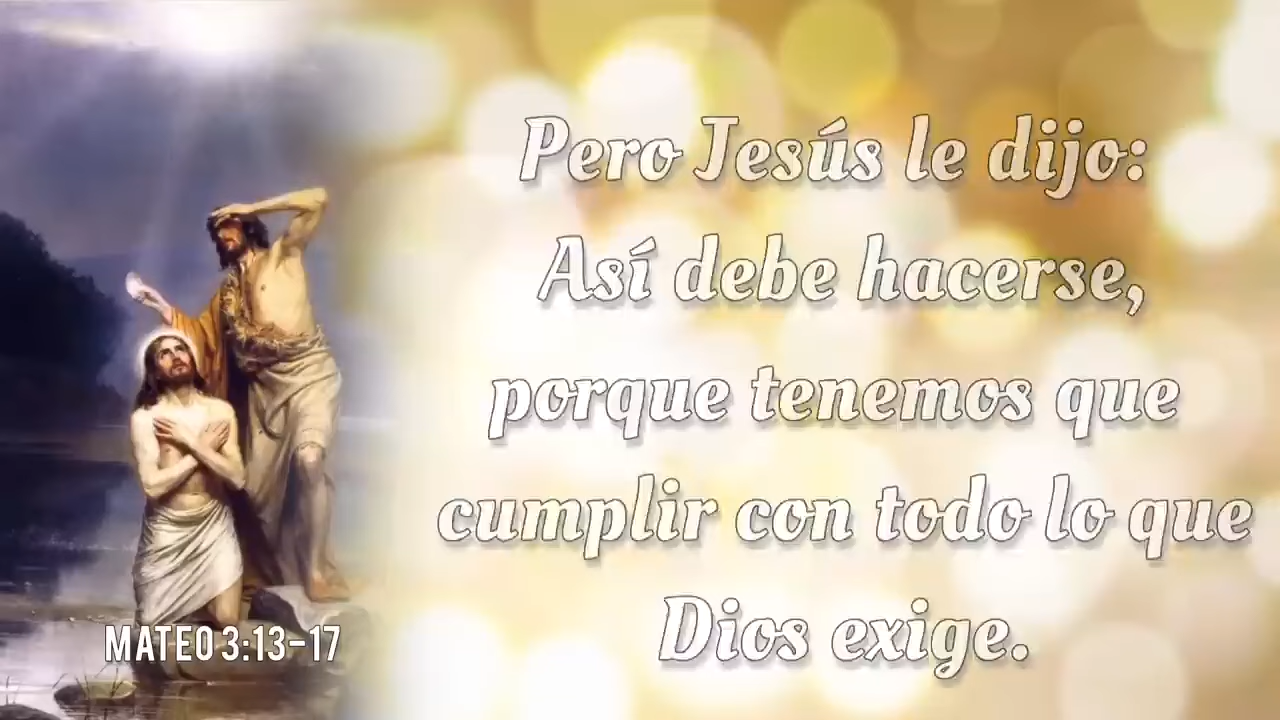 Pero Jesús le dijo:
Así debe hacerse,
porque tenemos que
cumplir con todo lo que
Dios exige.
MATEO 3:13-17